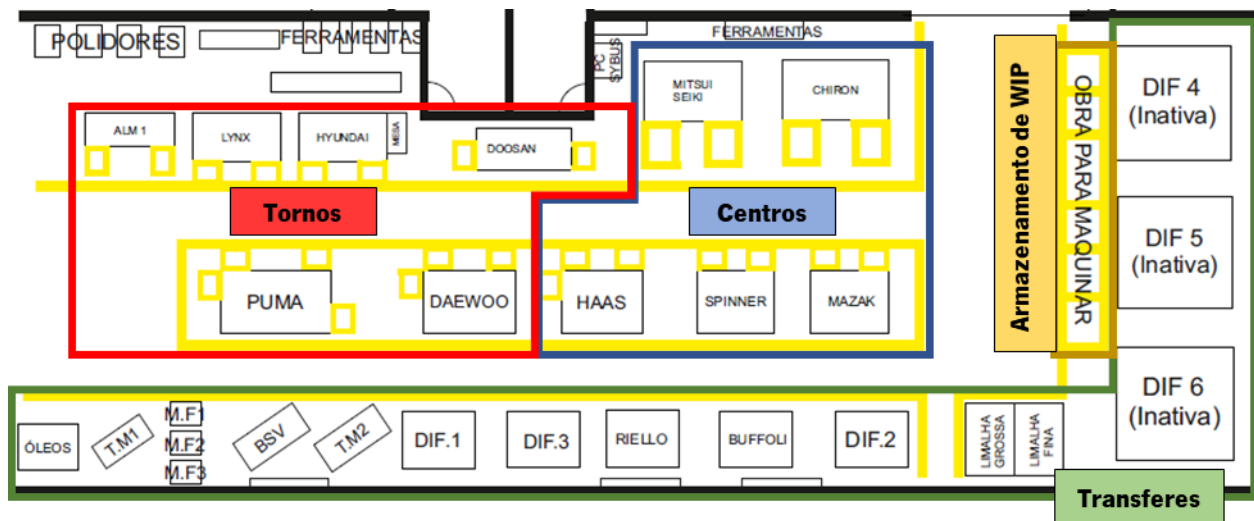 POLIDORES
FERRAMENTAS
PC
SYBUS
FERRAMENTAS
MITSUI
SEIKI
CHIRON
ALM 1
LYNX
HYUNDAI
MESA
DOOSAN
Tornos
Centros
PUMA
DAEWOO
HAAS
SPINNER
MAZAK
Armazenamento de WIP
OBRA PARA MAQUINAR
DIF 4
(Inativa)
DIF 5
(Inativa)
DIF 6
(Inativa)
ÓLEOS
T.M1
M.F1
M.F2
M.F3
BSV
T.M2
DIF.1
DIF.3
RIELLO
BUFFOLI
DIF.2
LIMALHA
GROSSA
LIMALHA
FINA
Transferes